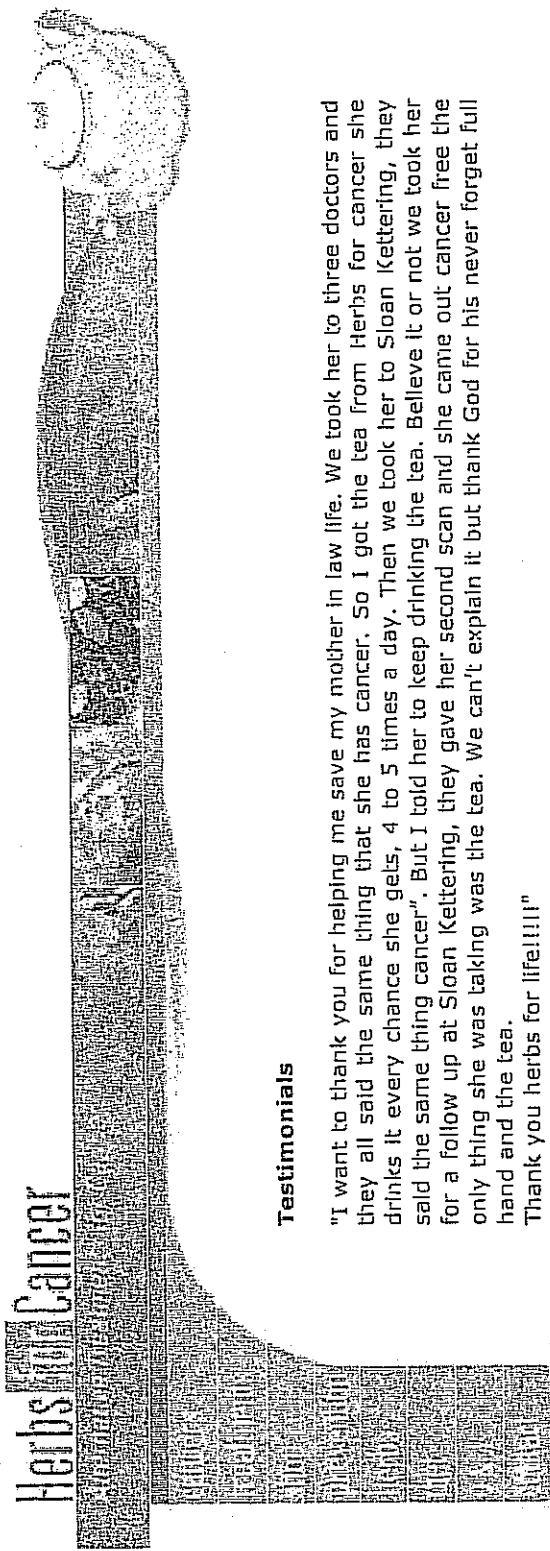 Herbs for Cancer
Testimonials
"I want to thank you for helping me save my mother in law life. We took her to three doctors and
they all said the same thing that she has cancer. So I got the tea from Herbs for cancer she
drinks it every chance she gets, 4 to 5 times a day. Then we took her to Sloan Kettering, they
said the same thing cancer". But I told her to keep drinking the tea. Believe it or not we took her
for a follow up at Sloan Kettering, they gave her second scan and she came out cancer free the
only thing she was taking was the tea. We can't explain it but thank God for his never forget full
hand and the tea.
Thank you herbs for life!!!!!"